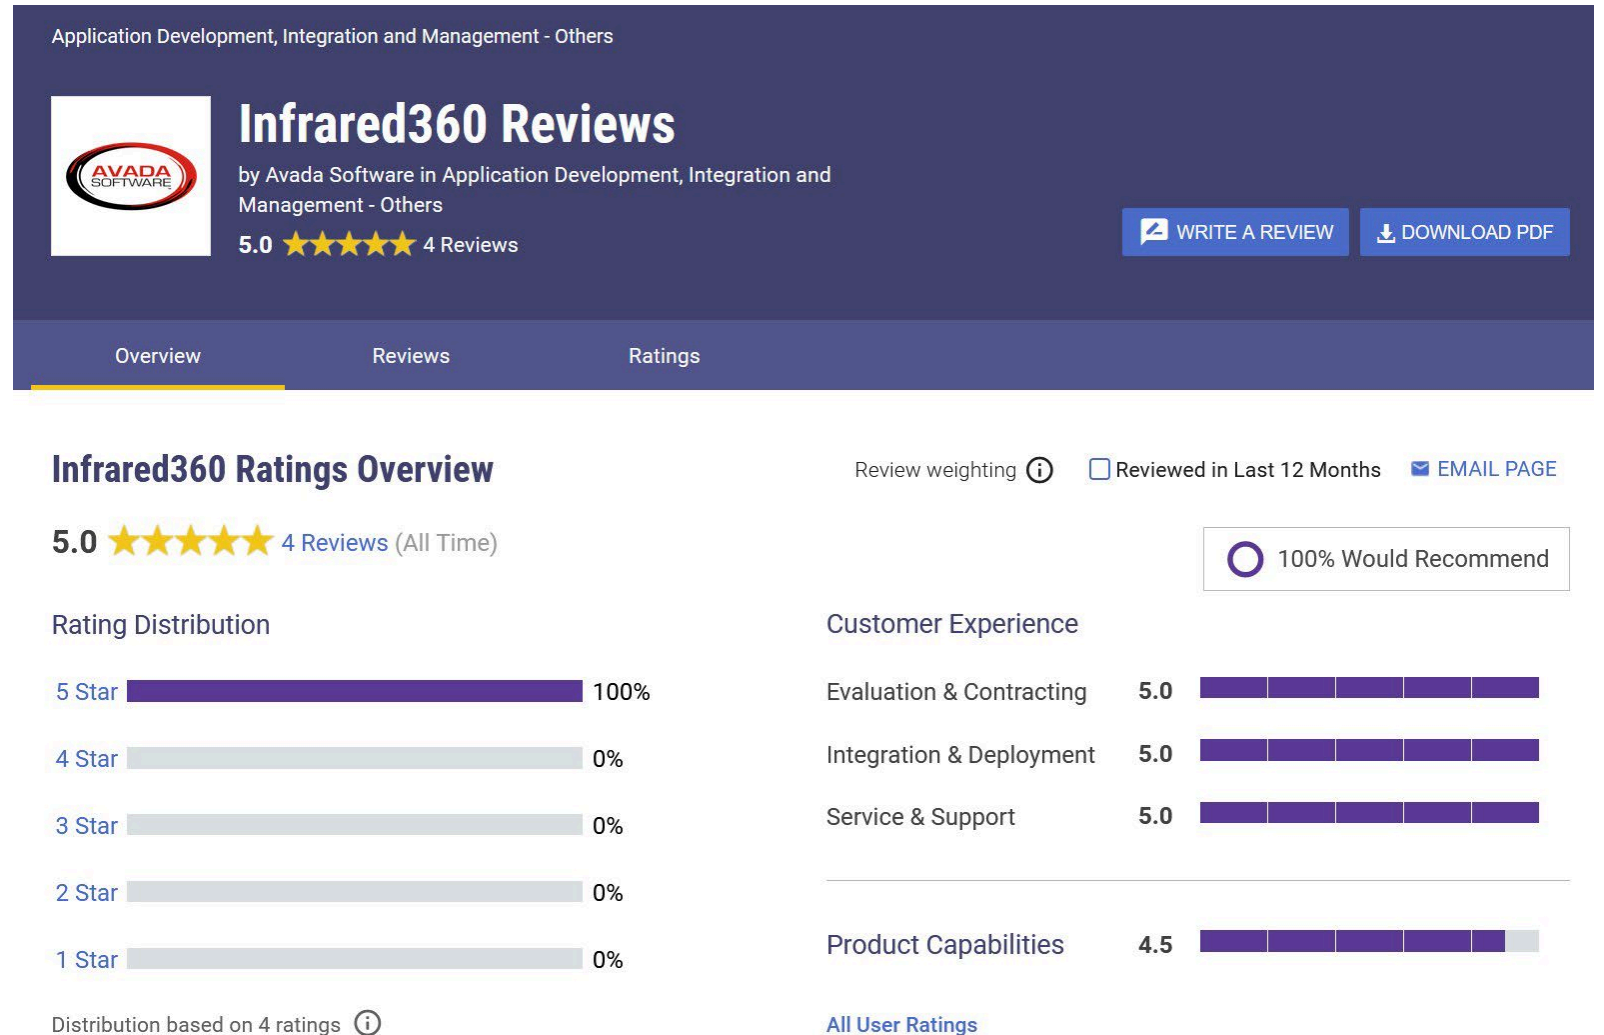 Application Development, Integration and Management - Others
AVADA
SOFTWARE
Infrared360 Reviews
by Avada Software in Application Development, Integration and
Management - Others
5.0 4 Reviews
WRITE A REVIEW
DOWNLOAD PDF
Overview
Reviews
Ratings
Infrared360 Ratings Overview
Review weighting
Reviewed in Last 12 Months
EMAIL PAGE
5.0 4 Reviews (All Time)
100% Would Recommend
Rating Distribution
5 Star 100%
4 Star 0%
3 Star 0%
2 Star 0%
1 Star 0%
Distribution based on 4 ratings
Customer Experience
Evaluation & Contracting 5.0
Integration & Deployment 5.0
Service & Support 5.0
Product Capabilities 4.5
All User Ratings